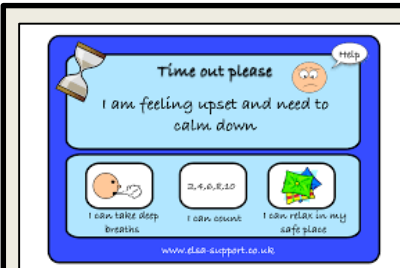 Help
Time out please
I am feeling upset and need to
calm down
2,4,6,8,10
I can take deep
breaths
I can count
I can relax in my
safe place
www.elsa-support.co.uk